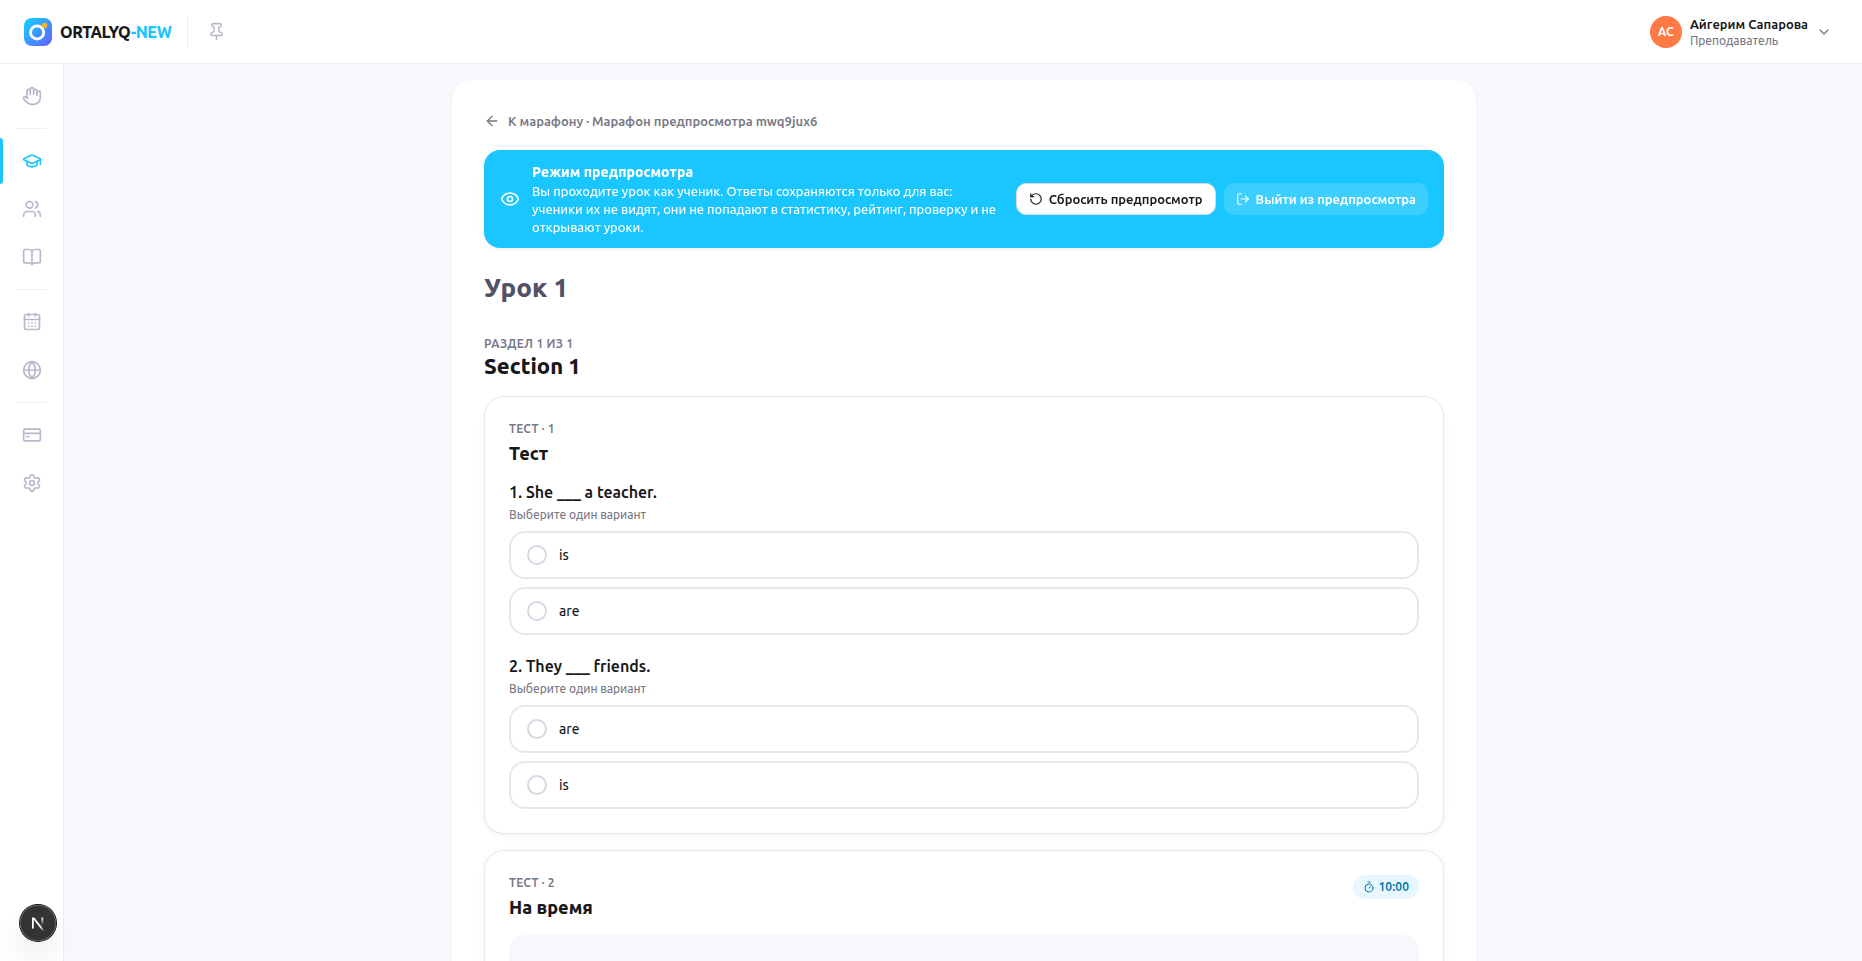 ORTALYQ-NEW
АС
Айгерим Сапарова
Преподаватель
К марафону · Марафон предпросмотра mwq9jux6
Режим предпросмотра
Вы проходите урок как ученик. Ответы сохраняются только для вас:
ученики их не видят, они не попадают в статистику, рейтинг, проверку и не
открывают уроки.
Сбросить предпросмотр
Выйти из предпросмотра
Урок 1
РАЗДЕЛ 1 ИЗ 1
Section 1
ТЕСТ · 1
Тест
1. She ___ a teacher.
Выберите один вариант
is
are
2. They ___ friends.
Выберите один вариант
are
is
ТЕСТ · 2
10:00
На время
N